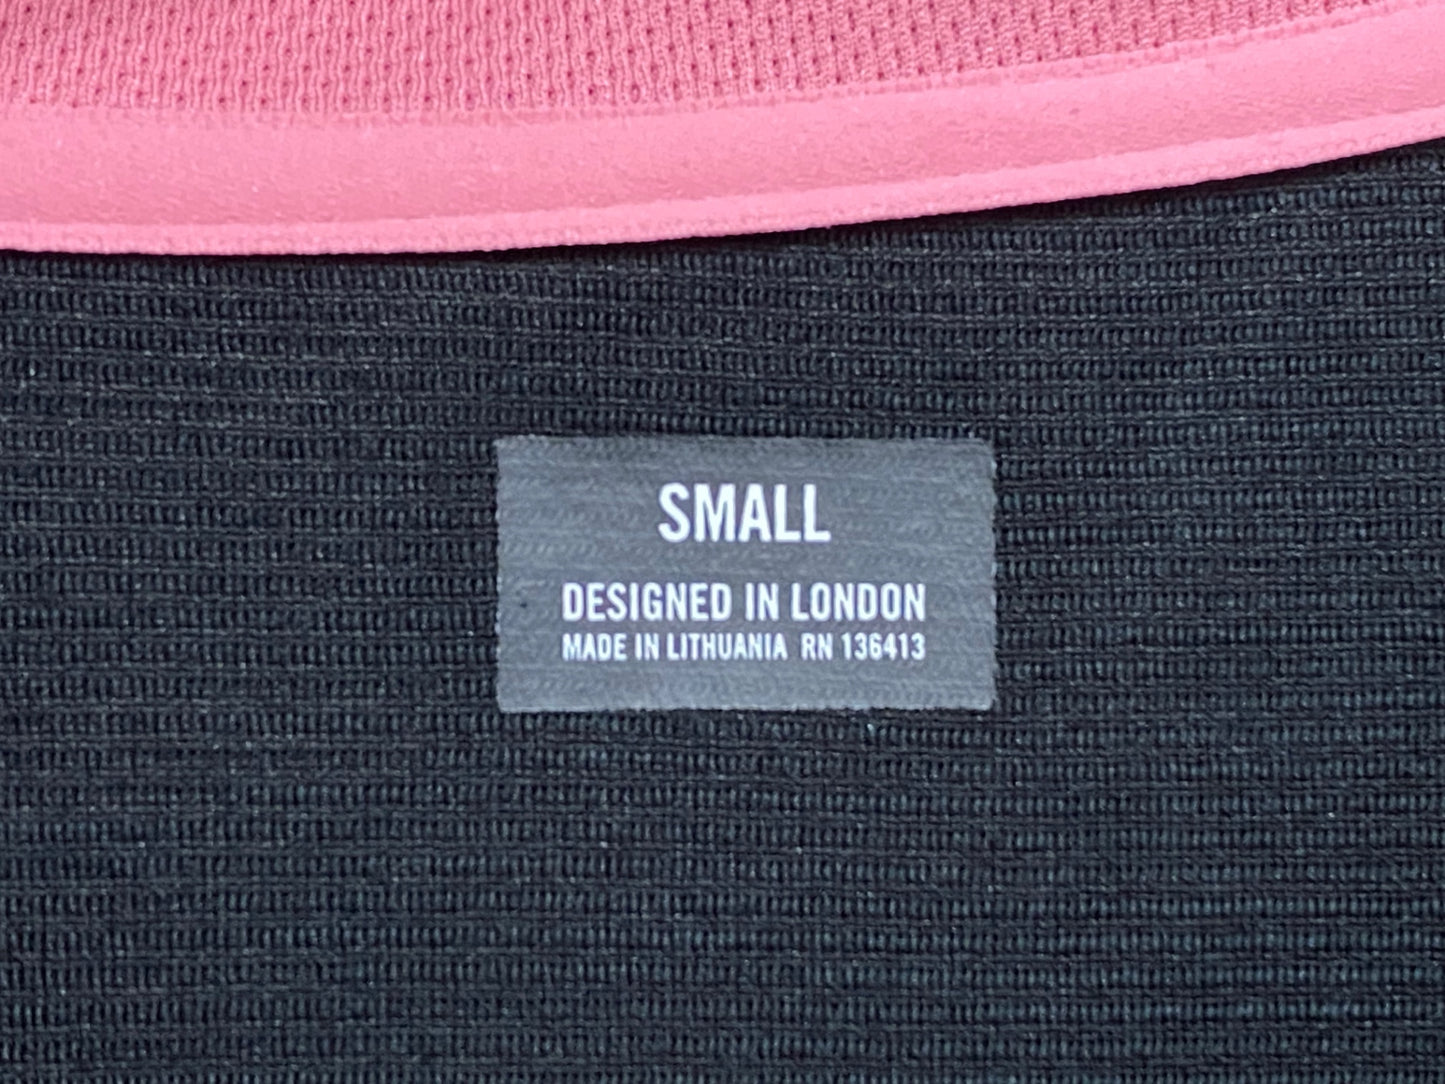 SMALL
DESIGNED IN LONDON
MADE IN LITHUANIA RN 136413